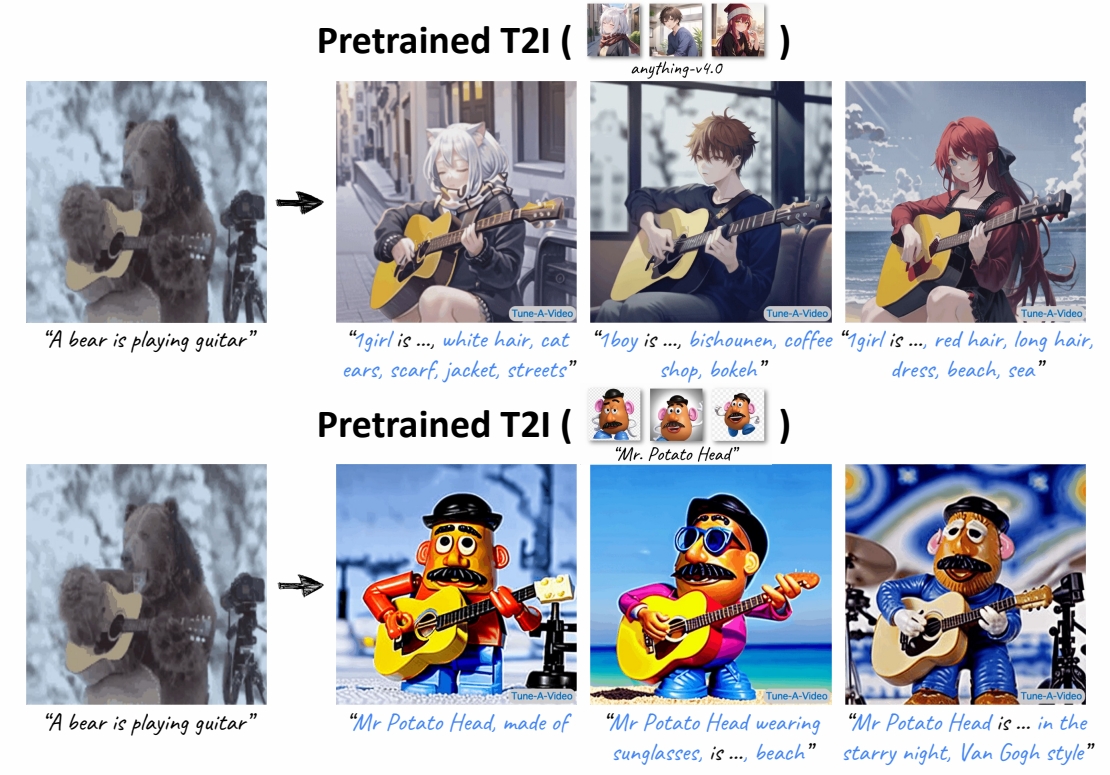 Pretrained T2I ( )
anything-v4.0
Tune-A-Video
Tune-A-Video
Tune-A-Video
“A bear is playing guitar”
“1girl is ..., white hair, cat
ears, scarf, jacket, streets”
“1boy is ..., bishounen, coffee
shop, bokeh”
“1girl is ..., red hair, long hair,
dress, beach, sea”
Pretrained T2I ( )
“Mr. Potato Head”
Tune-A-Video
Tune-A-Video
Tune-A-Video
“A bear is playing guitar”
“Mr Potato Head, made of
“Mr Potato Head wearing
sunglasses, is ..., beach”
“Mr Potato Head is ... in the
starry night, Van Gogh style”